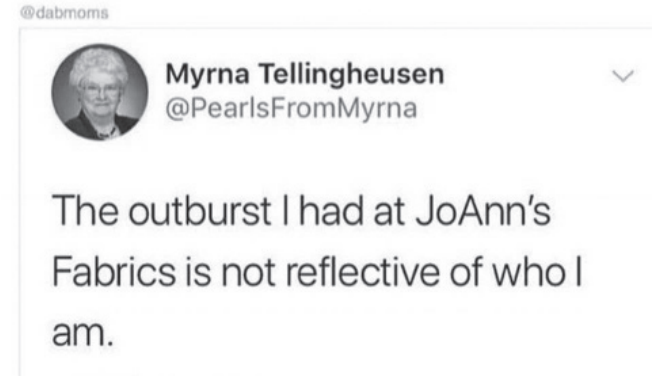 @dabmoms
Myrna Tellingheusen
@PearlsFromMyrna
The outburst I had at JoAnn's
Fabrics is not reflective of who I
am.